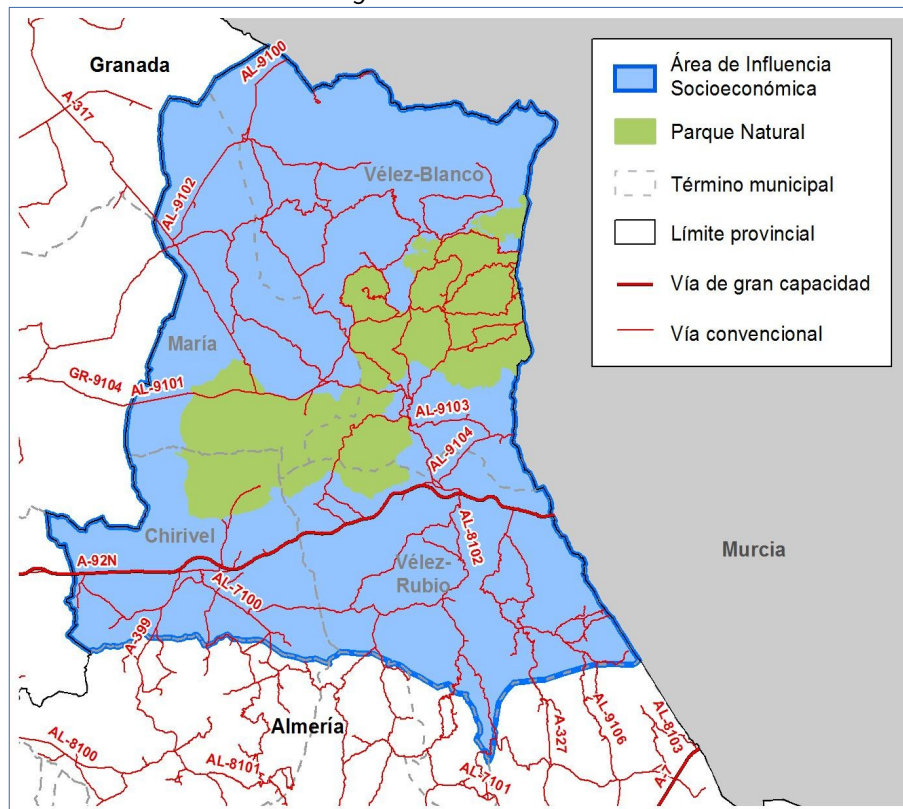 Granada
AL-9100
A-317
AL-9102
Vélez-Blanco
María
GR-9104
AL-9101
AL-9103
AL-9104
Chirivel
A-92N
AL-7100
Vélez-
Rubio
AL-8102
A-399
Murcia
Almería
AL-8100
AL-8101
AL-7101
A-327
AL-9106
AL-8103
A-7
Área de Influencia
Socioeconómica
Parque Natural
Término municipal
Límite provincial
Vía de gran capacidad
Vía convencional